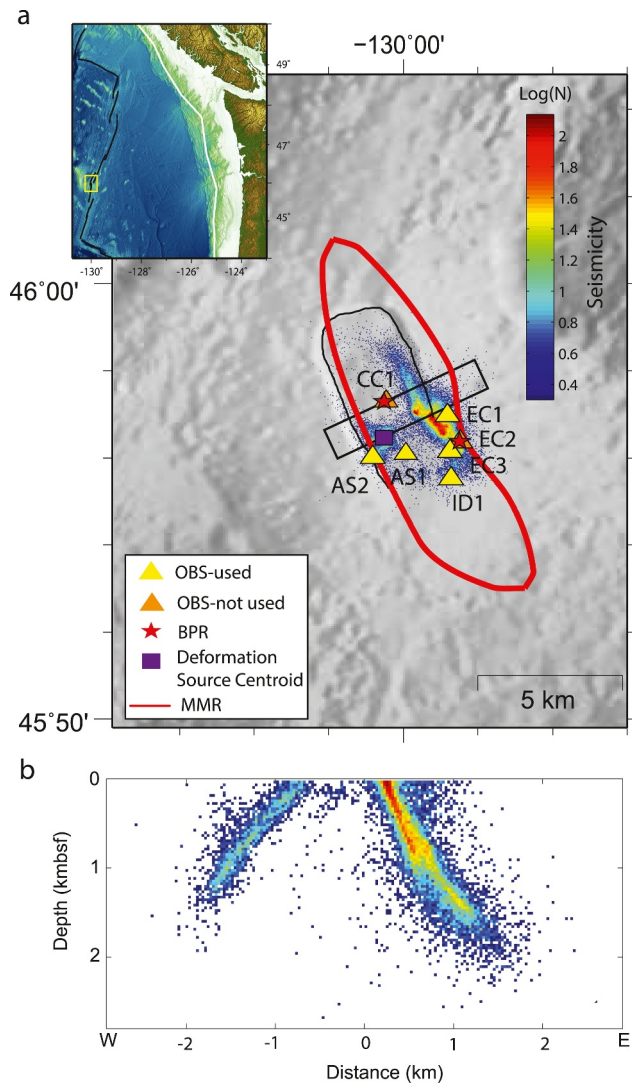 a
49°
47°
45°
-130°
-128°
-126°
-124°
−130°00'
46°00'
45°50'
Log(N)
2
1.8
1.6
1.4
1.2
1.0
0.8
0.6
0.4
Seismicity
CC1
EC1
EC2
EC3
AS2
AS1
ID1
OBS-used
OBS-not used
BPR
Deformation
Source Centroid
MMR
5 km
b
0
1
2
Depth (kmbsf)
W
-2
-1
0
1
2
E
Distance (km)